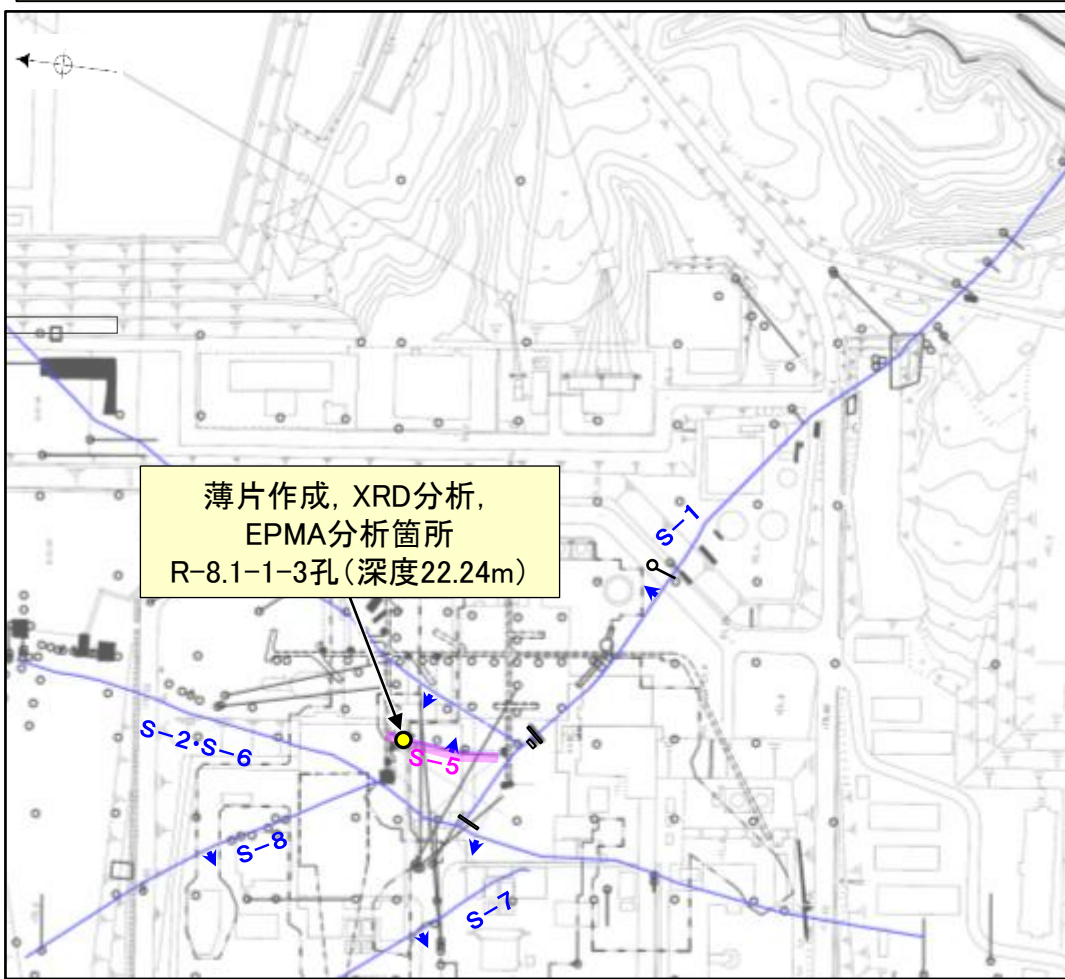 薄片作成, XRD分析,
EPMA分析箇所
R-8.1-1-3孔(深度22.24m)
S-1
S-2・S-6
S-5
S-8
S-7